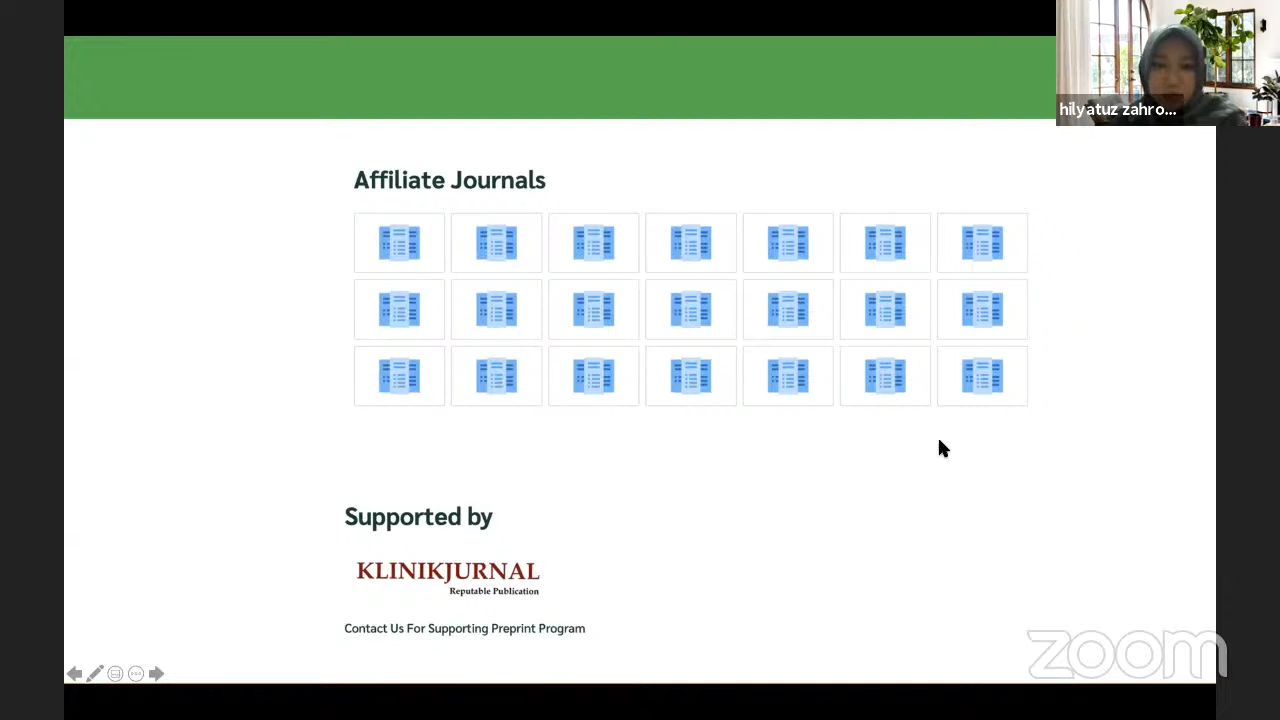 hilyatuz zahro...
Affiliate Journals
Supported by
KLINIKJURNAL
Reputable Publication
Contact Us For Supporting Preprint Program
zoom